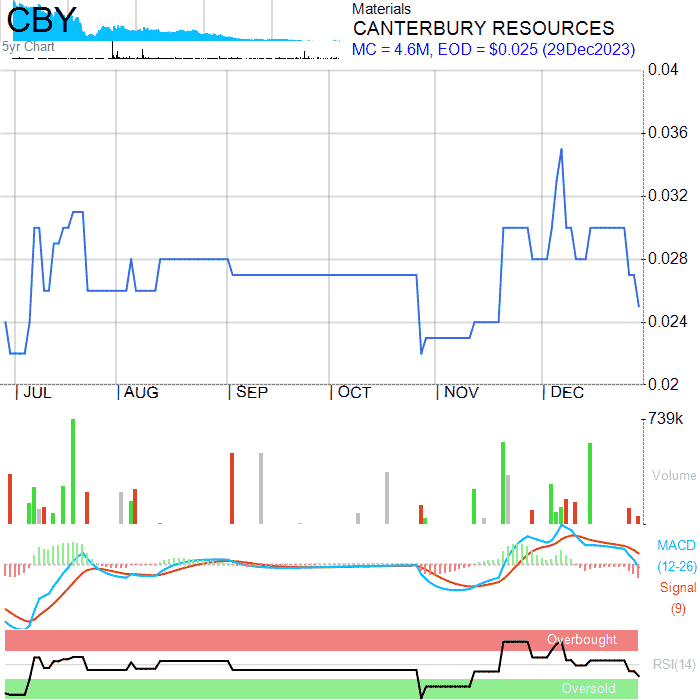 CBY
5yr Chart
Materials
CANTERBURY RESOURCES
MC = 4.6M, EOD = $0.025 (29Dec2023)
0.04
0.036
0.032
0.028
0.024
0.02
| JUL | AUG | SEP | OCT | NOV | DEC
739k
Volume
MACD
(12-26)
Signal
(9)
Overbought
RSI(14)
Oversold